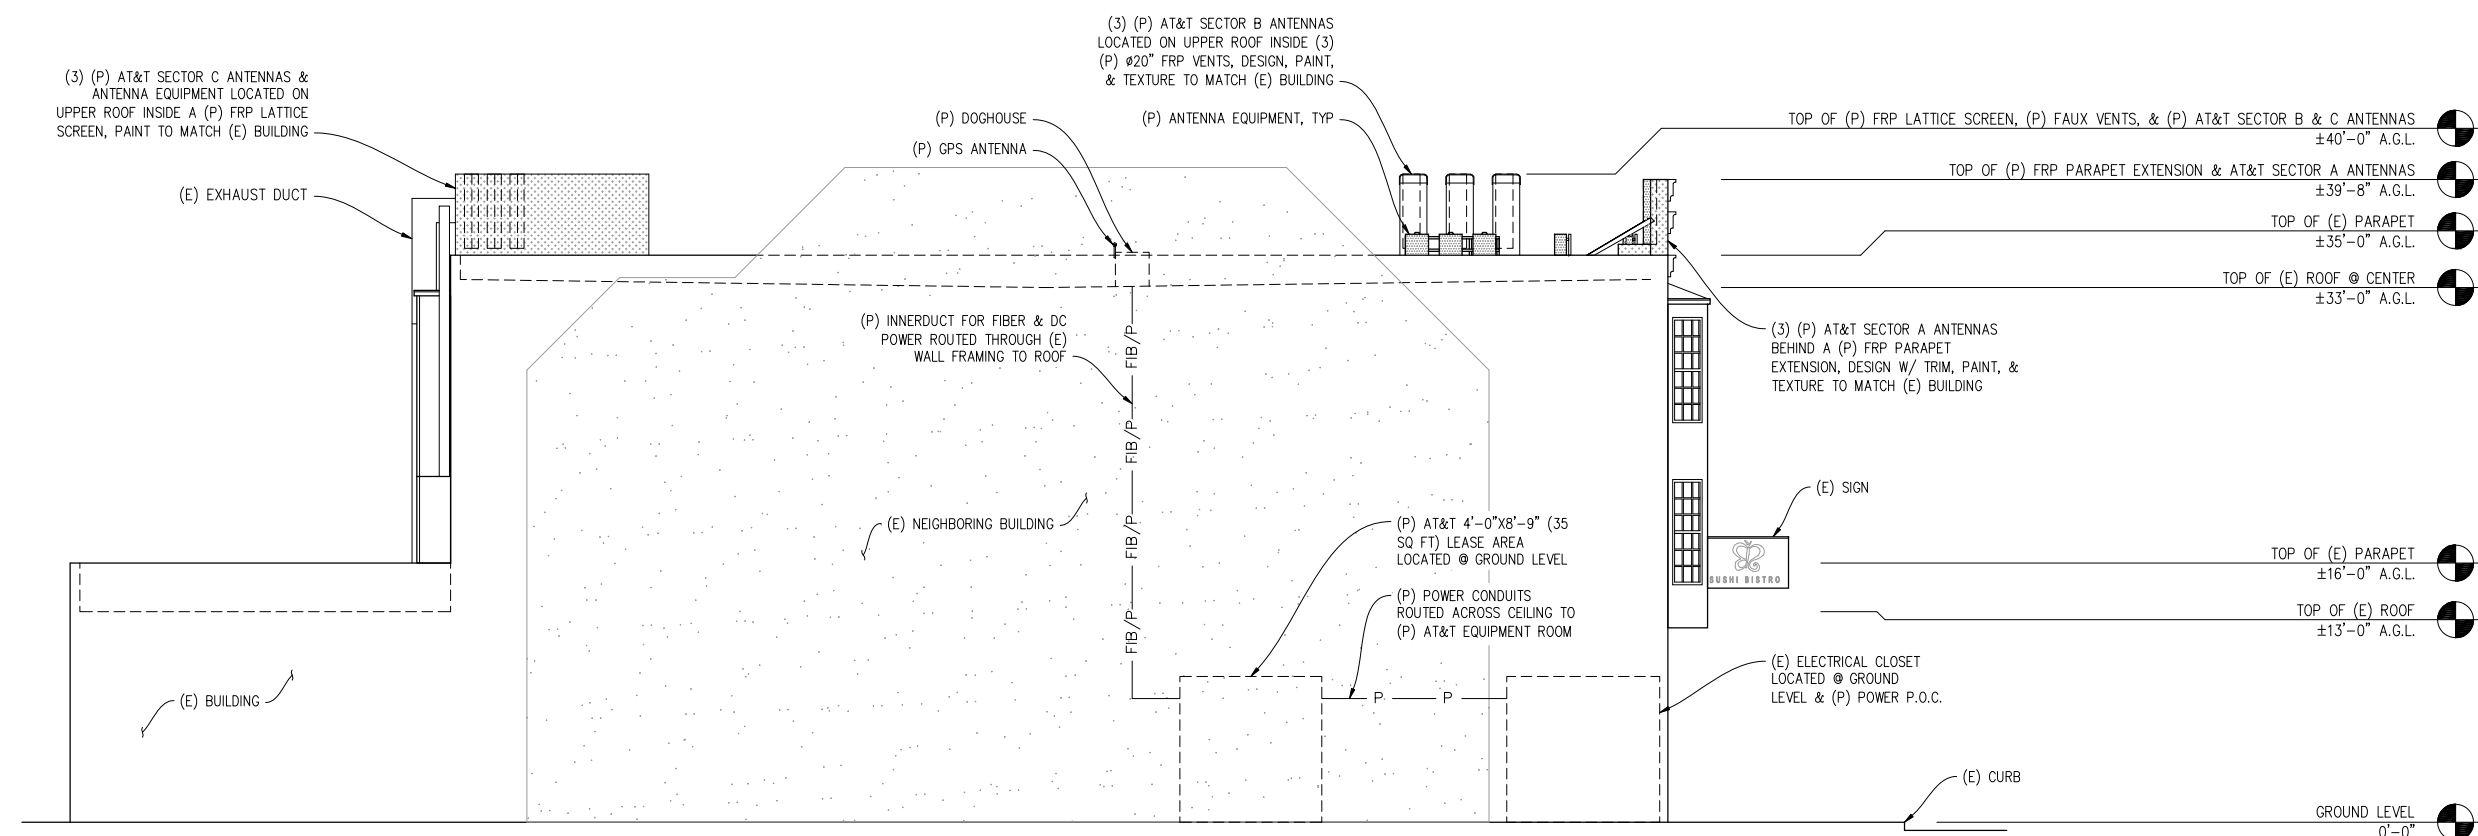 (3) (P) AT&T SECTOR B ANTENNAS
LOCATED ON UPPER ROOF INSIDE (3)
(P) ø20" FRP VENTS, DESIGN, PAINT,
& TEXTURE TO MATCH (E) BUILDING
(3) (P) AT&T SECTOR C ANTENNAS &
ANTENNA EQUIPMENT LOCATED ON
UPPER ROOF INSIDE A (P) FRP LATTICE
SCREEN, PAINT TO MATCH (E) BUILDING
(P) DOGHOUSE
(P) ANTENNA EQUIPMENT, TYP
(P) GPS ANTENNA
(E) EXHAUST DUCT
TOP OF (P) FRP LATTICE SCREEN, (P) FAUX VENTS, & (P) AT&T SECTOR B & C ANTENNAS
±40'-0" A.G.L.
TOP OF (P) FRP PARAPET EXTENSION & AT&T SECTOR A ANTENNAS
±39'-8" A.G.L.
TOP OF (E) PARAPET
±35'-0" A.G.L.
TOP OF (E) ROOF @ CENTER
±33'-0" A.G.L.
(P) INNERDUCT FOR FIBER & DC
POWER ROUTED THROUGH (E)
WALL FRAMING TO ROOF
FIB/P
FIB/P
FIB/P
FIB/P
(3) (P) AT&T SECTOR A ANTENNAS
BEHIND A (P) FRP PARAPET
EXTENSION, DESIGN W/ TRIM, PAINT, &
TEXTURE TO MATCH (E) BUILDING
(E) SIGN
SUSHI BISTRO
(E) NEIGHBORING BUILDING
(P) AT&T 4'-0"X8'-9" (35
SQ FT) LEASE AREA
LOCATED @ GROUND LEVEL
(P) POWER CONDUITS
ROUTED ACROSS CEILING TO
(P) AT&T EQUIPMENT ROOM
TOP OF (E) PARAPET
±16'-0" A.G.L.
TOP OF (E) ROOF
±13'-0" A.G.L.
(E) ELECTRICAL CLOSET
LOCATED @ GROUND
LEVEL & (P) POWER P.O.C.
P P
(E) BUILDING
(E) CURB
GROUND LEVEL
0'-0"